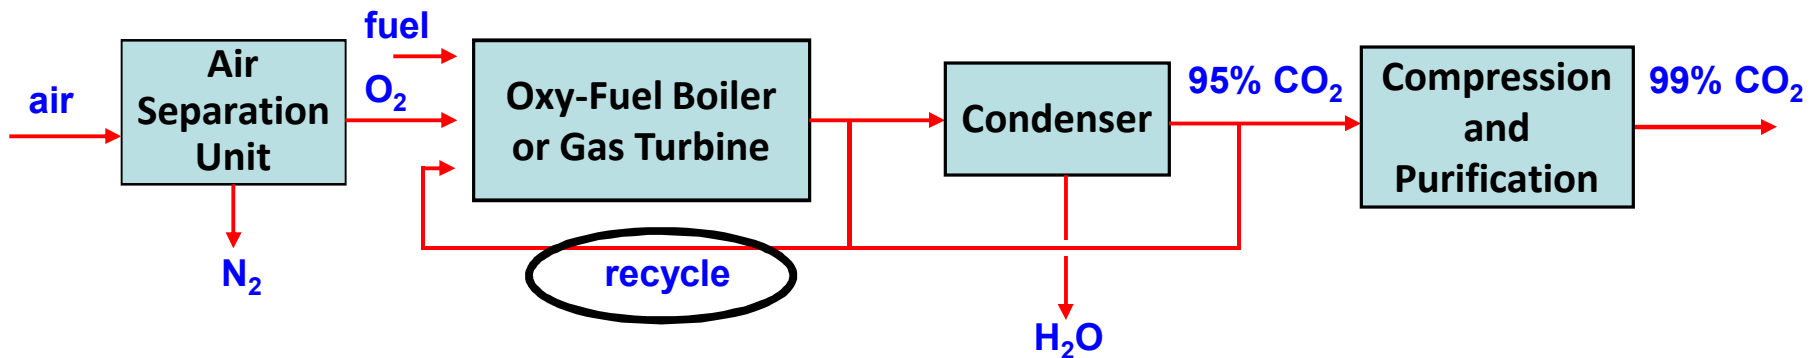 air
Air
Separation
Unit
N₂
fuel
O₂
Oxy-Fuel Boiler
or Gas Turbine
recycle
Condenser
H₂O
95% CO₂
Compression
and
Purification
99% CO₂